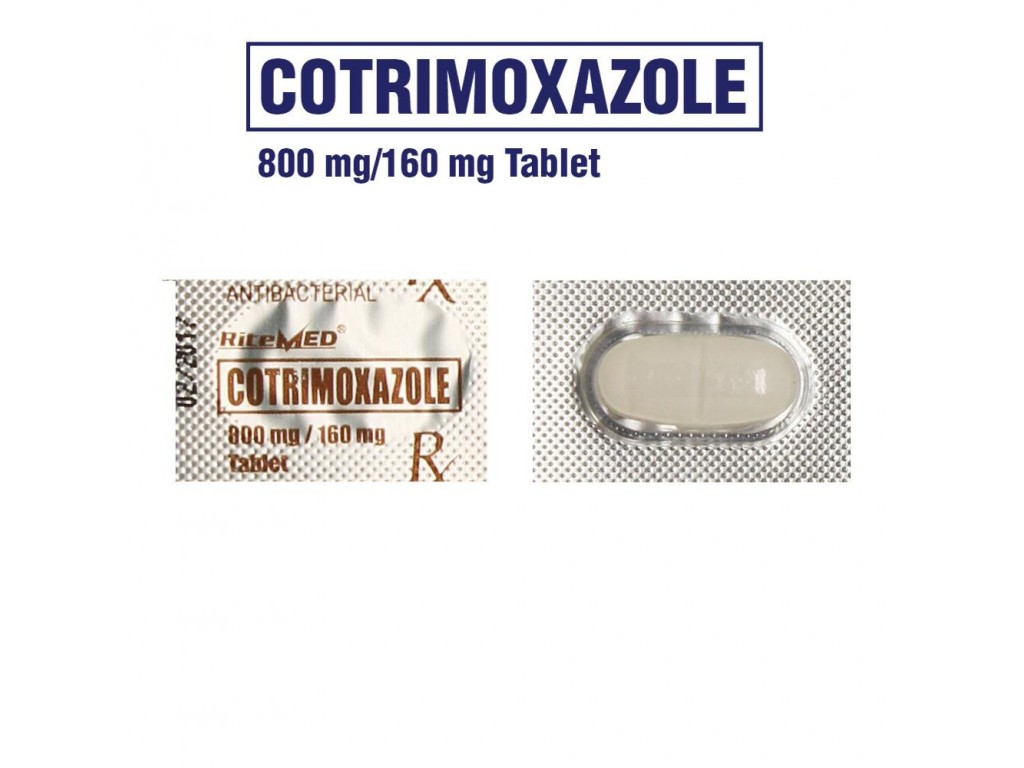 COTRIMOXAZOLE
800 mg/160 mg Tablet
ANTIBACTERIAL
RiteMED®
COTRIMOXAZOLE
800 mg / 160 mg
Tablet
Rx
02/2017